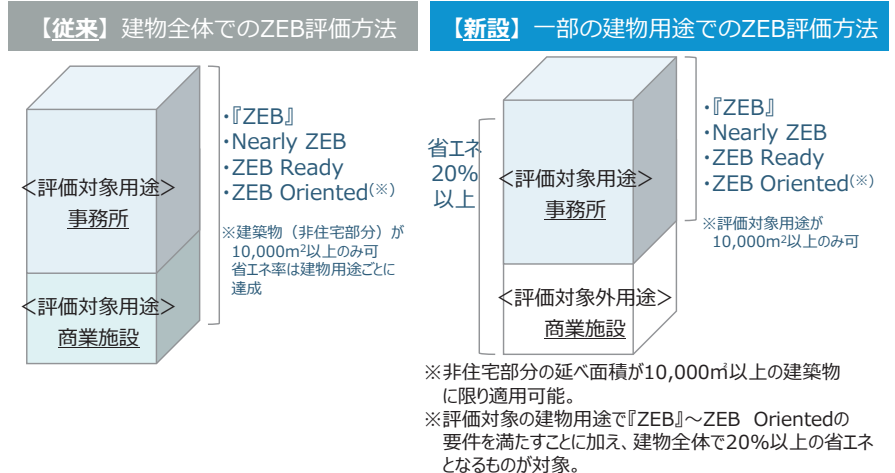 【従来】建物全体でのZEB評価方法
・『ZEB』
・Nearly ZEB
・ZEB Ready
・ZEB Oriented(※)
※建築物（非住宅部分）が
10,000m²以上のみ可
省エネ率は建物用途ごとに
達成
＜評価対象用途＞
事務所
＜評価対象用途＞
商業施設
【新設】一部の建物用途でのZEB評価方法
省エネ
20%
以上
・『ZEB』
・Nearly ZEB
・ZEB Ready
・ZEB Oriented(※)
※評価対象用途が
10,000m²以上のみ可
＜評価対象用途＞
事務所
＜評価対象外用途＞
商業施設
※非住宅部分の延べ面積が10,000㎡以上の建築物
に限り適用可能。
※評価対象の建物用途で『ZEB』～ZEB Orientedの
要件を満たすことに加え、建物全体で20%以上の省エネ
となるものが対象。